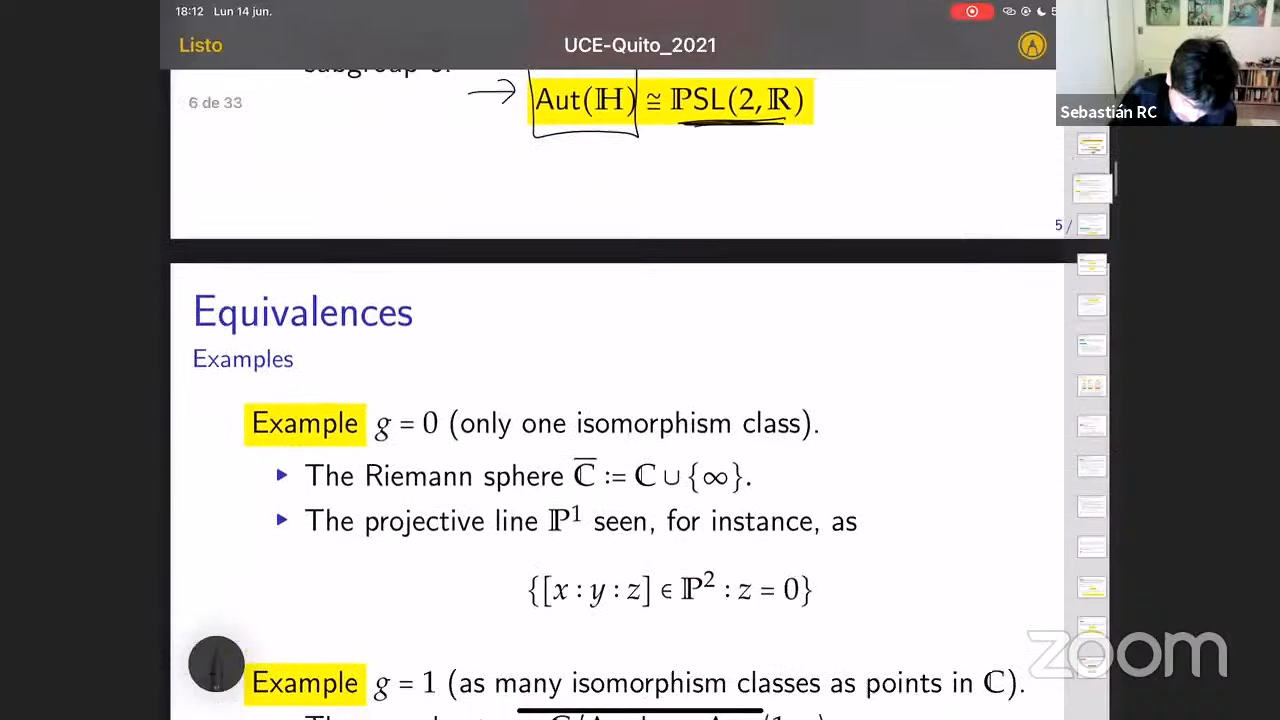 18:12 Lun 14 jun.
Listo
UCE-Quito_2021
6 de 33
Aut(ℍ) ≅ ℙSL(2, ℝ)
Sebastián RC
5 /
Equivalences
Examples
Example g = 0 (only one isomorphism class).
▸ The Riemann sphere ℂ̅ := ℂ ∪ {∞}.
▸ The projective line ℙ¹ seen, for instance, as
{[x : y : z] ∈ ℙ² : z = 0}
Example g = 1 (as many isomorphism classes as points in ℂ).
zoom